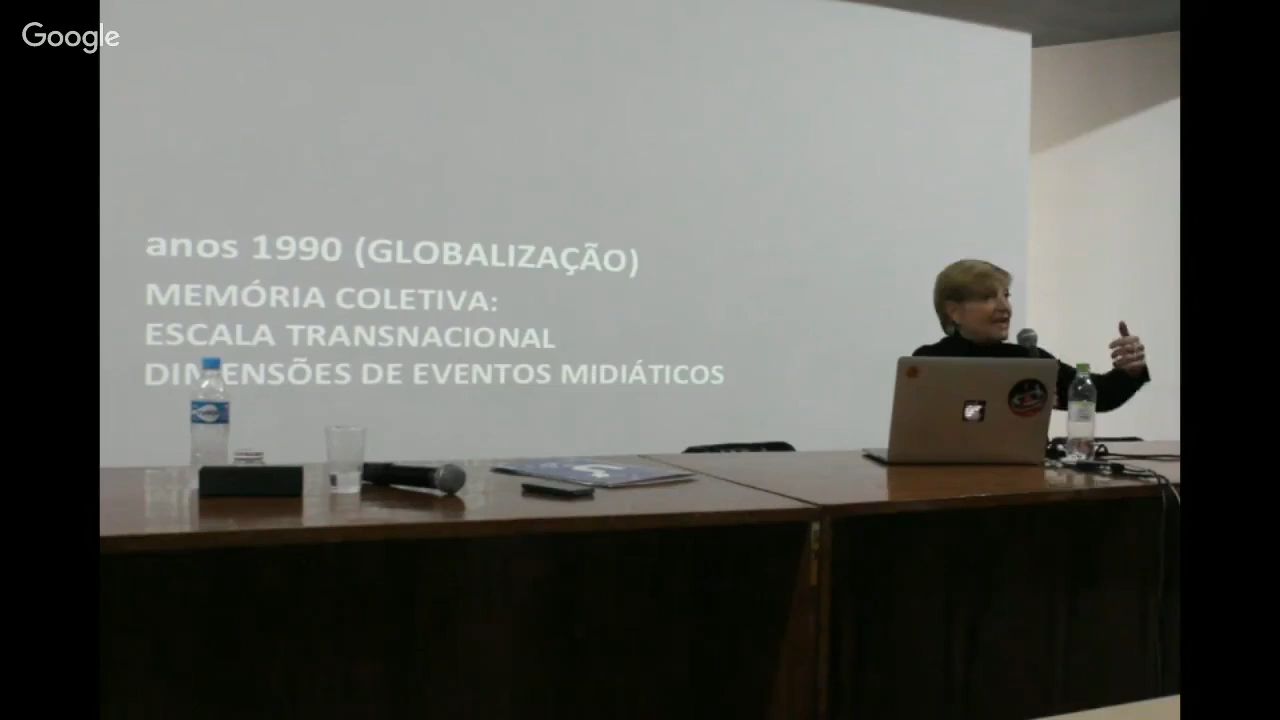 Google
anos 1990 (GLOBALIZAÇÃO)
MEMÓRIA COLETIVA:
ESCALA TRANSNACIONAL
DIMENSÕES DE EVENTOS MIDIÁTICOS